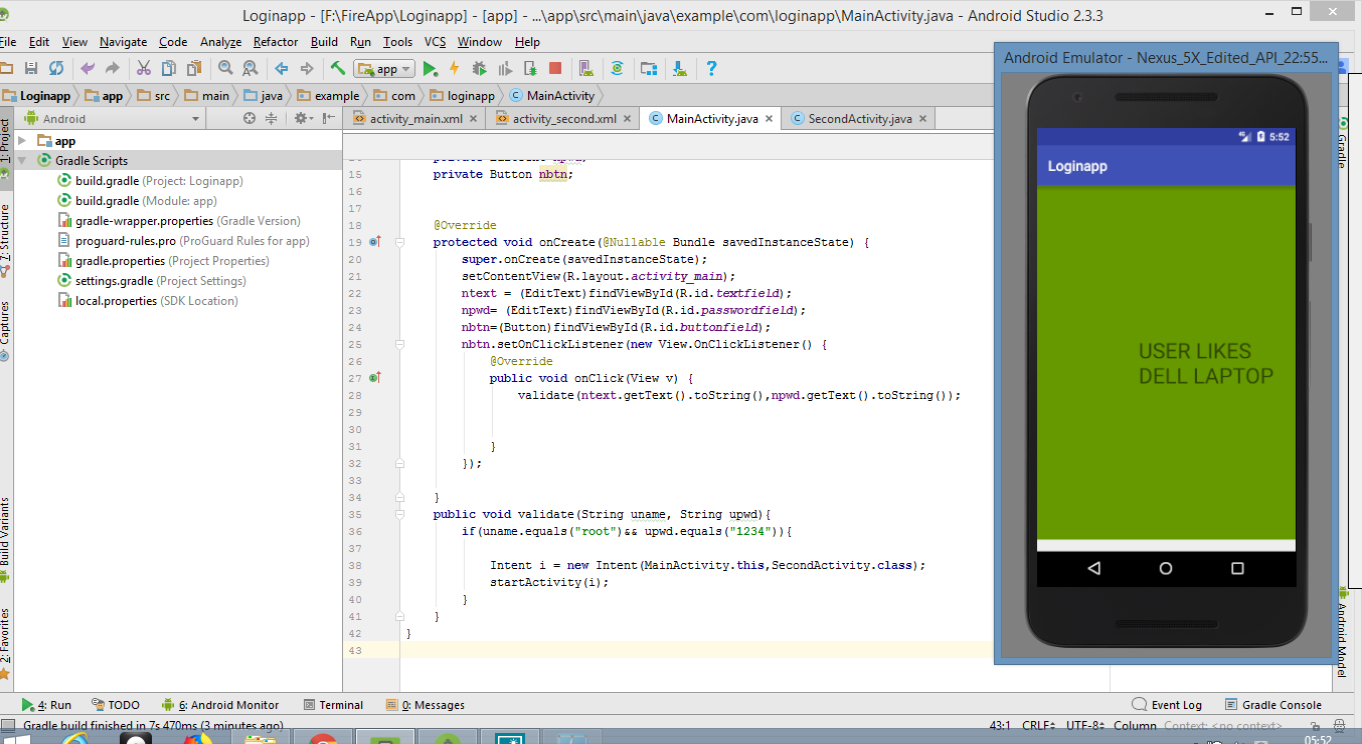 Loginapp - [F:\FireApp\Loginapp] - [app] - ...\app\src\main\java\example\com\loginapp\MainActivity.java - Android Studio 2.3.3
File Edit View Navigate Code Analyze Refactor Build Run Tools VCS Window Help
app
Loginapp app src main java example com loginapp MainActivity
Android
activity_main.xml activity_second.xml MainActivity.java SecondActivity.java
1: Project
7: Structure
Captures
Build Variants
2: Favorites
app
Gradle Scripts
build.gradle (Project: Loginapp)
build.gradle (Module: app)
gradle-wrapper.properties (Gradle Version)
proguard-rules.pro (ProGuard Rules for app)
gradle.properties (Project Properties)
settings.gradle (Project Settings)
local.properties (SDK Location)
15 private Button nbtn;
16
17
18 @Override
19 protected void onCreate(@Nullable Bundle savedInstanceState) {
20 super.onCreate(savedInstanceState);
21 setContentView(R.layout.activity_main);
22 ntext = (EditText)findViewById(R.id.textfield);
23 npwd= (EditText)findViewById(R.id.passwordfield);
24 nbtn=(Button)findViewById(R.id.buttonfield);
25 nbtn.setOnClickListener(new View.OnClickListener() {
26 @Override
27 public void onClick(View v) {
28 validate(ntext.getText().toString(),npwd.getText().toString());
29
30
31 }
32 });
33
34 }
35 public void validate(String uname, String upwd){
36 if(uname.equals("root")&& upwd.equals("1234")){
37
38 Intent i = new Intent(MainActivity.this,SecondActivity.class);
39 startActivity(i);
40 }
41 }
42 }
43
Android Emulator - Nexus_5X_Edited_API_22:55...
5:52
Loginapp
USER LIKES
DELL LAPTOP
Gradle
Android Model
4: Run TODO 6: Android Monitor Terminal 0: Messages Event Log Gradle Console
Gradle build finished in 7s 470ms (3 minutes ago) 43:1 CRLF UTF-8 Column Context: <no context>
05:52